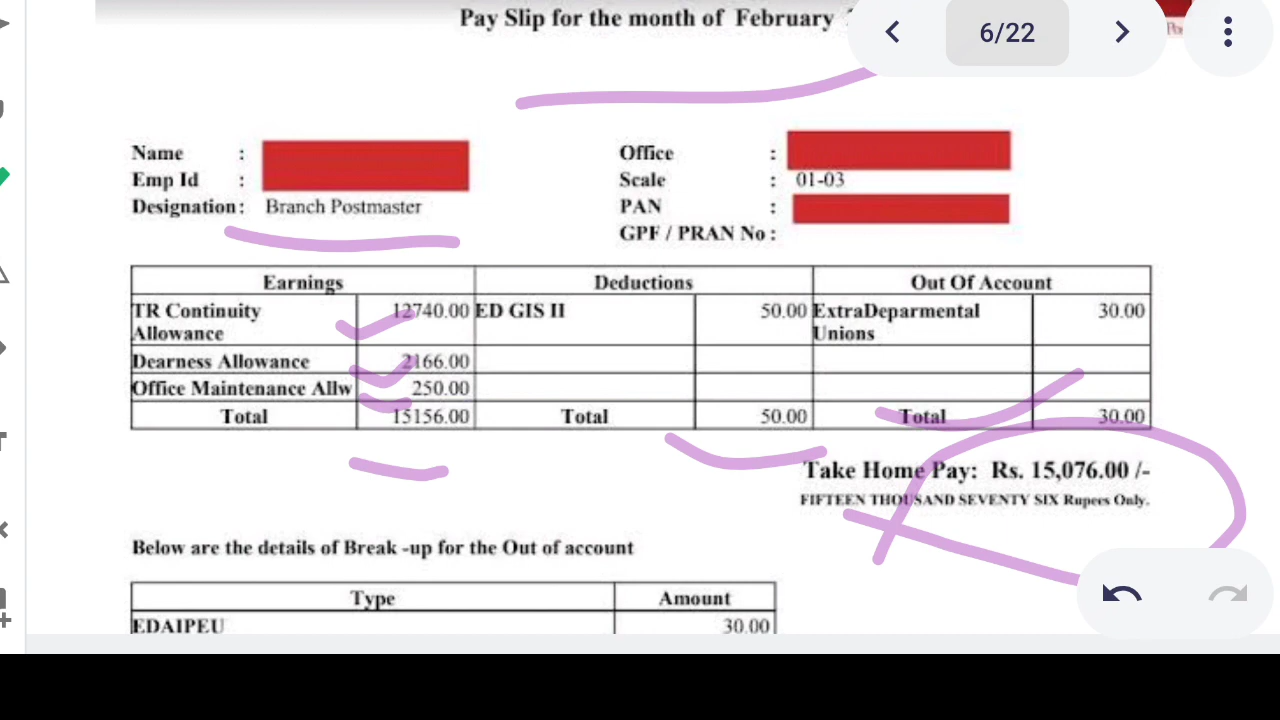 Pay Slip for the month of February
6/22
Name :
Emp Id :
Designation : Branch Postmaster
Office :
Scale : 01-03
PAN :
GPF / PRAN No :
Earnings Deductions Out Of Account
TR Continuity Allowance 12740.00 ED GIS II 50.00 ExtraDeparmental Unions 30.00
Dearness Allowance 2166.00
Office Maintenance Allw 250.00
Total 15156.00 Total 50.00 Total 30.00
Take Home Pay: Rs. 15,076.00 /-
FIFTEEN THOUSAND SEVENTY SIX Rupees Only.
Below are the details of Break -up for the Out of account
Type Amount
EDAIPEU 30.00